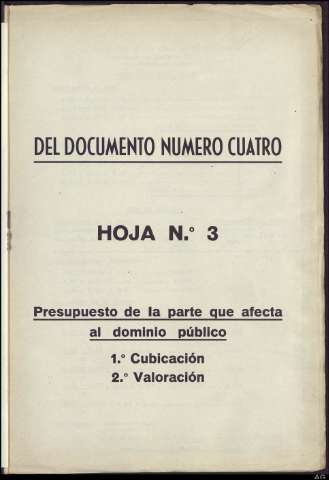 DEL DOCUMENTO NUMERO CUATRO
HOJA N.° 3
Presupuesto de la parte que afecta
al dominio público
1.° Cubicación
2.° Valoración
AG